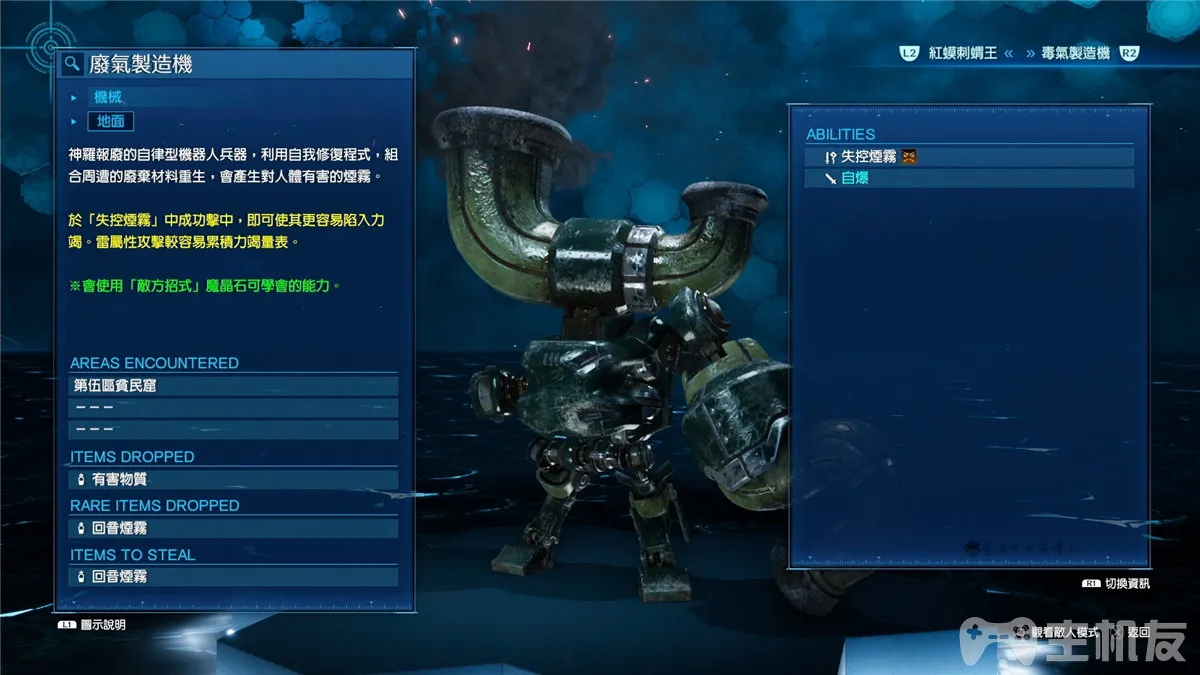 廢氣製造機
機械
地面
神羅報廢的自律型機器人兵器，利用自我修復程式，組
合周遭的廢棄材料重生，會產生對人體有害的煙霧。
於「失控煙霧」中成功擊中，即可使其更容易陷入力
竭。雷屬性攻擊較容易累積力竭量表。
※會使用「敵方招式」魔晶石可學會的能力。
AREAS ENCOUNTERED
第伍區貧民窟
---
---
ITEMS DROPPED
有害物質
RARE ITEMS DROPPED
回音煙霧
ITEMS TO STEAL
回音煙霧
L1 圖示說明
L2 紅蟆刺蝟王 « » 毒氣製造機 R2
ABILITIES
失控煙霧
自爆
R1 切換資訊
觀看敵人模式 返回
主机友